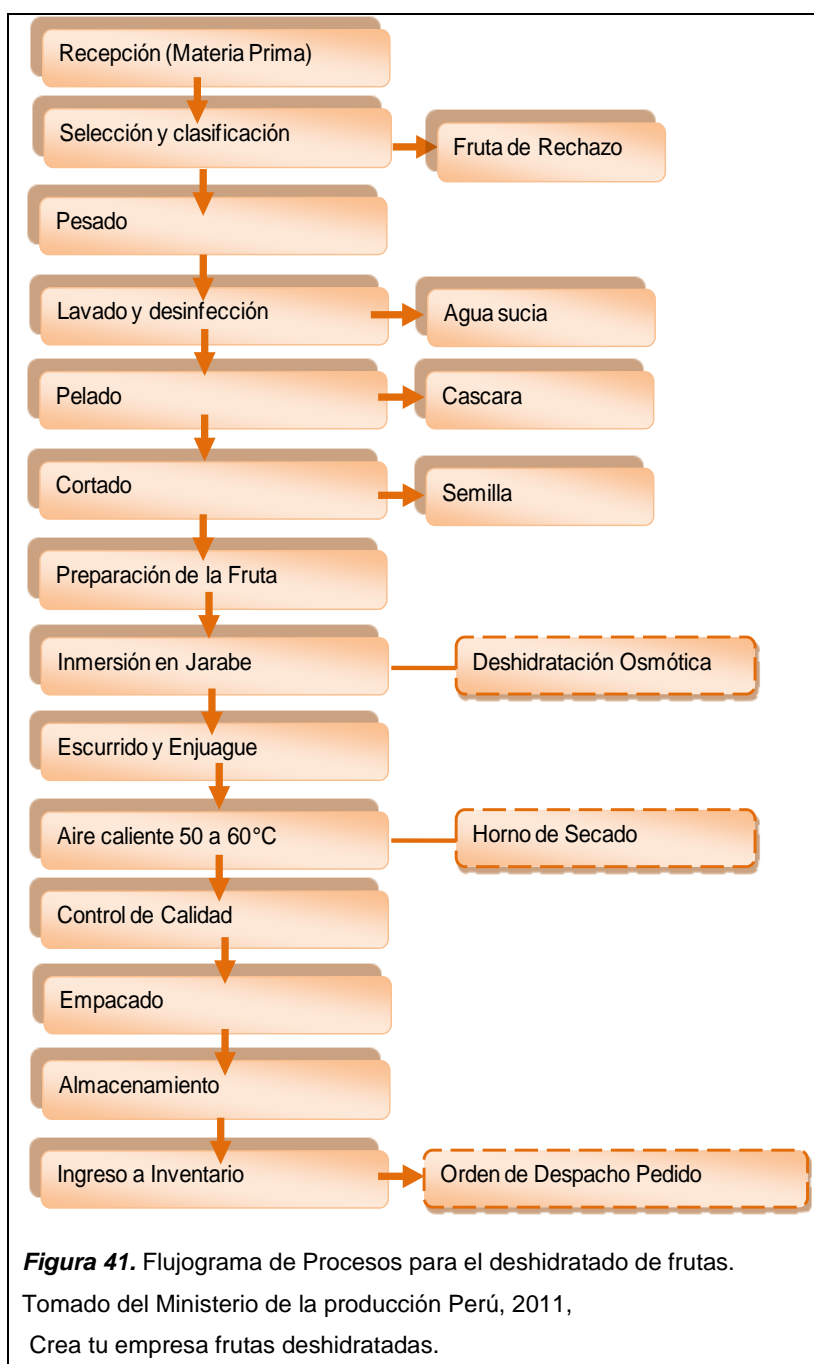 Recepción (Materia Prima)
Selección y clasificación
Fruta de Rechazo
Pesado
Lavado y desinfección
Agua sucia
Pelado
Cascara
Cortado
Semilla
Preparación de la Fruta
Inmersión en Jarabe
Deshidratación Osmótica
Escurrido y Enjuague
Aire caliente 50 a 60°C
Horno de Secado
Control de Calidad
Empacado
Almacenamiento
Ingreso a Inventario
Orden de Despacho Pedido
Figura 41. Flujograma de Procesos para el deshidratado de frutas.
Tomado del Ministerio de la producción Perú, 2011,
Crea tu empresa frutas deshidratadas.